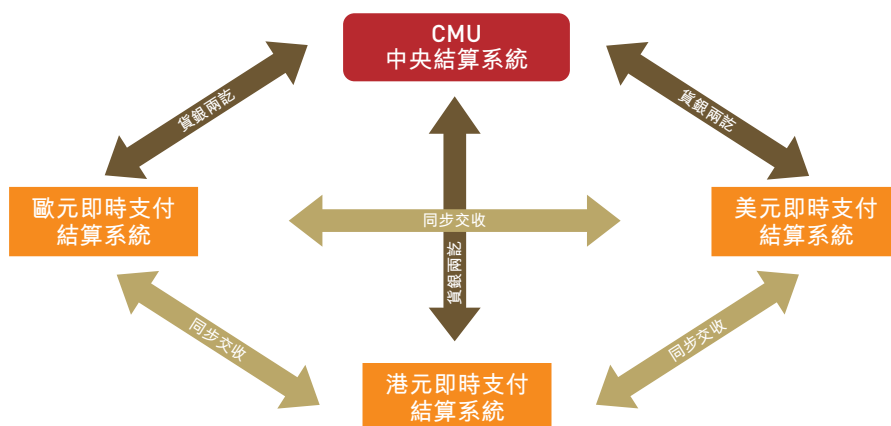 CMU
中央結算系統
貨銀兩訖
貨銀兩訖
歐元即時支付
結算系統
同步交收
美元即時支付
結算系統
貨銀兩訖
同步交收
同步交收
港元即時支付
結算系統